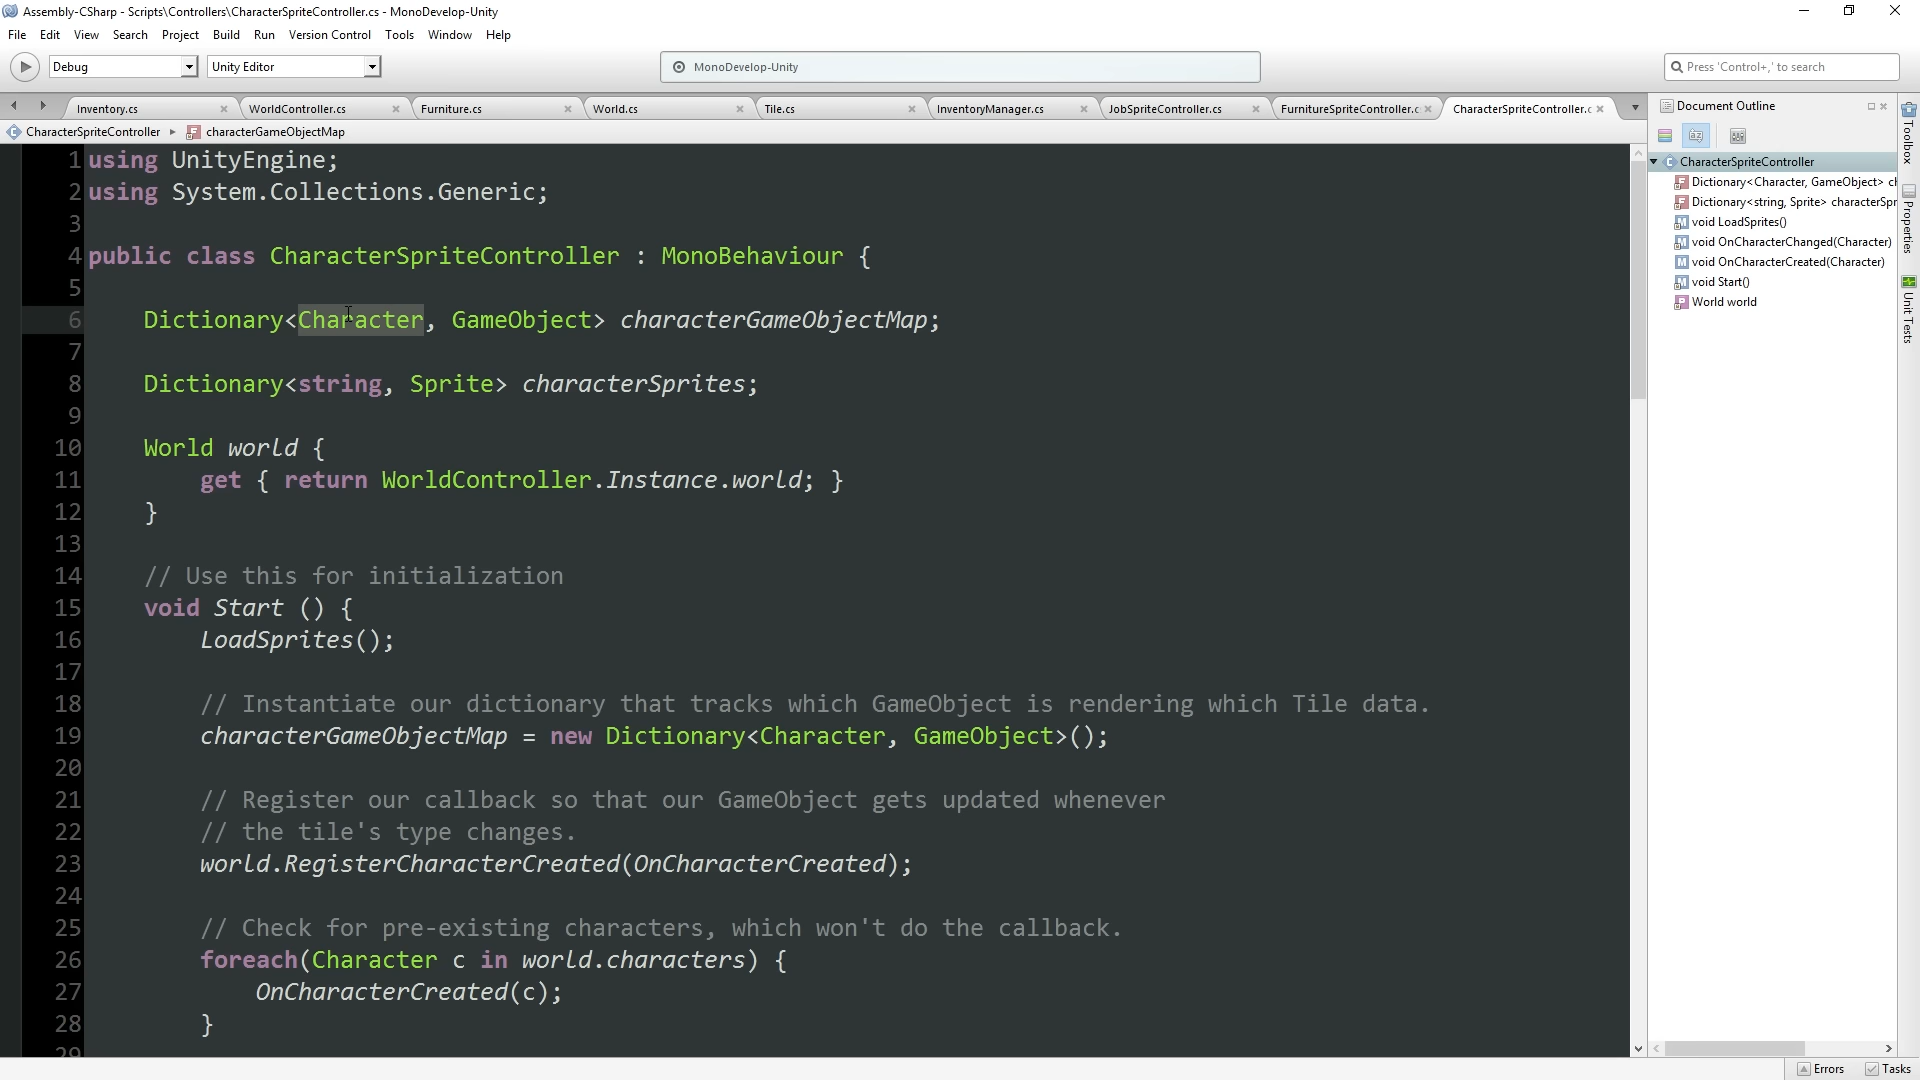 Assembly-CSharp - Scripts\Controllers\CharacterSpriteController.cs - MonoDevelop-Unity
File Edit View Search Project Build Run Version Control Tools Window Help
Debug Unity Editor MonoDevelop-Unity Press 'Control+,' to search
Inventory.cs WorldController.cs Furniture.cs World.cs Tile.cs InventoryManager.cs JobSpriteController.cs FurnitureSpriteController.c CharacterSpriteController.c
CharacterSpriteController characterGameObjectMap
1 using UnityEngine;
2 using System.Collections.Generic;
3
4 public class CharacterSpriteController : MonoBehaviour {
5
6 Dictionary<Character, GameObject> characterGameObjectMap;
7
8 Dictionary<string, Sprite> characterSprites;
9
10 World world {
11 get { return WorldController.Instance.world; }
12 }
13
14 // Use this for initialization
15 void Start () {
16 LoadSprites();
17
18 // Instantiate our dictionary that tracks which GameObject is rendering which Tile data.
19 characterGameObjectMap = new Dictionary<Character, GameObject>();
20
21 // Register our callback so that our GameObject gets updated whenever
22 // the tile's type changes.
23 world.RegisterCharacterCreated(OnCharacterCreated);
24
25 // Check for pre-existing characters, which won't do the callback.
26 foreach(Character c in world.characters) {
27 OnCharacterCreated(c);
28 }
29
Document Outline
CharacterSpriteController
Dictionary<Character, GameObject> cl
Dictionary<string, Sprite> characterSpr
void LoadSprites()
void OnCharacterChanged(Character)
void OnCharacterCreated(Character)
void Start()
World world
Toolbox
Properties
Unit Tests
Errors Tasks